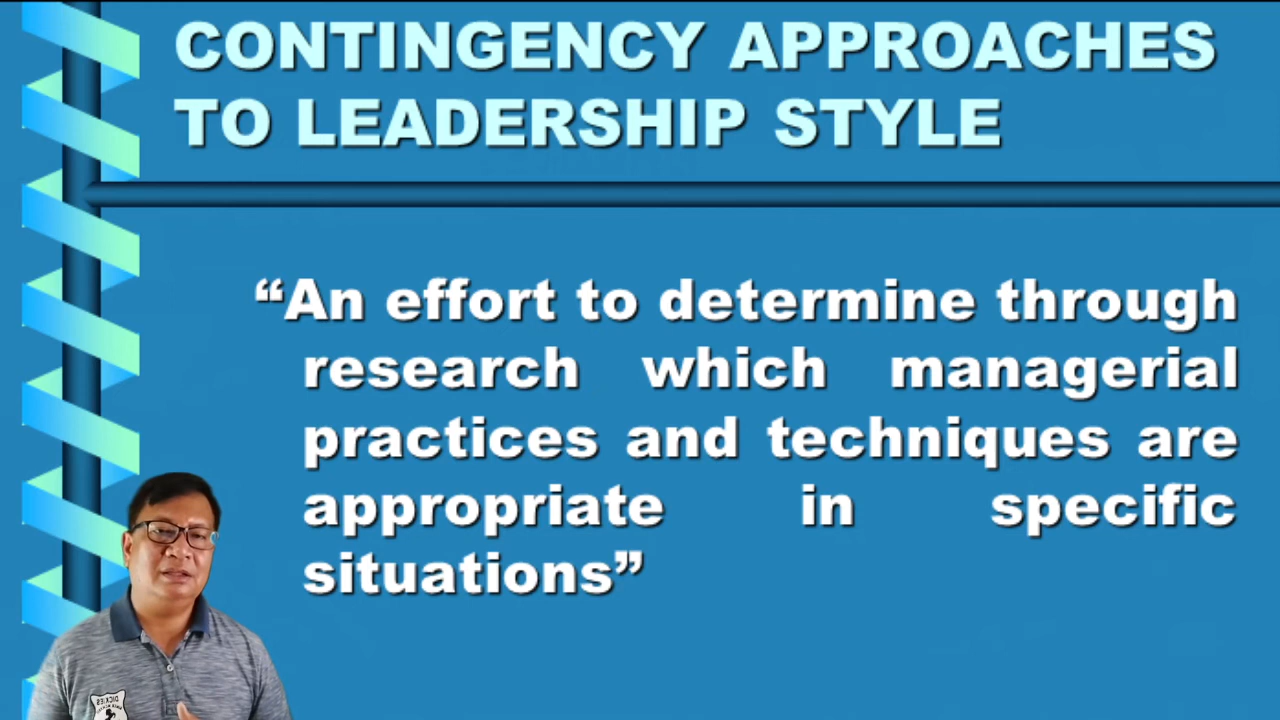 CONTINGENCY APPROACHES
TO LEADERSHIP STYLE
“An effort to determine through
research which managerial
practices and techniques are
appropriate in specific
situations”